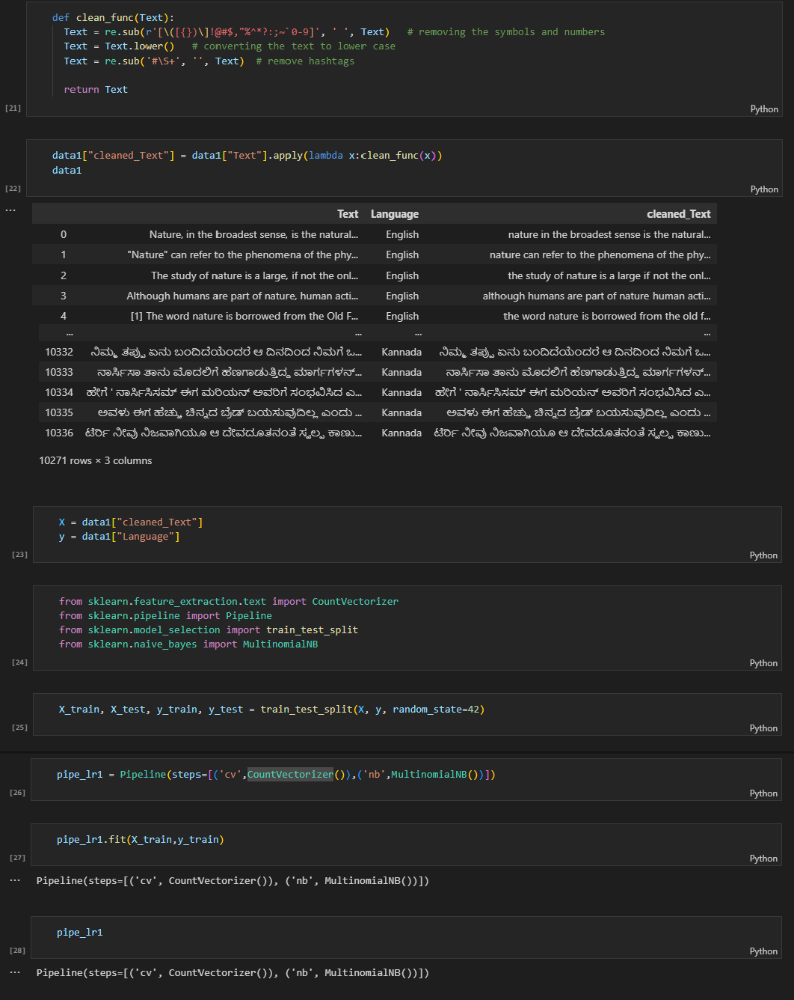 def clean_func(Text):
Text = re.sub(r'[\([{})\]!@#$,"%^*?:;~`0-9]', ' ', Text)   # removing the symbols and numbers
Text = Text.lower()   # converting the text to lower case
Text = re.sub('#\S+', '', Text)  # remove hashtags
return Text
[21]
Python
data1["cleaned_Text"] = data1["Text"].apply(lambda x:clean_func(x))
data1
[22]
Python
...
Text Language cleaned_Text
0 Nature, in the broadest sense, is the natural... English nature in the broadest sense is the natural...
1 "Nature" can refer to the phenomena of the phy... English nature can refer to the phenomena of the phy...
2 The study of nature is a large, if not the onl... English the study of nature is a large if not the onl...
3 Although humans are part of nature, human acti... English although humans are part of nature human acti...
4 [1] The word nature is borrowed from the Old F... English the word nature is borrowed from the old f...
... ... ... ...
10332 ನಿಮ್ಮ ತಪ್ಪು ಏನು ಬಂದಿದೆಯೆಂದರೆ ಆ ದಿನದಿಂದ ನಿಮಗೆ ಒ... Kannada ನಿಮ್ಮ ತಪ್ಪು ಏನು ಬಂದಿದೆಯೆಂದರೆ ಆ ದಿನದಿಂದ ನಿಮಗೆ ಒ...
10333 ನಾರ್ಸಿಸಾ ತಾನು ಮೊದಲಿಗೆ ಹೆಣಗಾಡುತ್ತಿದ್ದ ಮಾರ್ಗಗಳನ್... Kannada ನಾರ್ಸಿಸಾ ತಾನು ಮೊದಲಿಗೆ ಹೆಣಗಾಡುತ್ತಿದ್ದ ಮಾರ್ಗಗಳನ್...
10334 ಹೇಗೆ ' ನಾರ್ಸಿಸಿಸಮ್ ಈಗ ಮರಿಯನ್ ಅವರಿಗೆ ಸಂಭವಿಸಿದ ಎ... Kannada ಹೇಗೆ ' ನಾರ್ಸಿಸಿಸಮ್ ಈಗ ಮರಿಯನ್ ಅವರಿಗೆ ಸಂಭವಿಸಿದ ಎ...
10335 ಅವಳು ಈಗ ಹೆಚ್ಚು ಚಿನ್ನದ ಬ್ರೆಡ್ ಬಯಸುವುದಿಲ್ಲ ಎಂದು ... Kannada ಅವಳು ಈಗ ಹೆಚ್ಚು ಚಿನ್ನದ ಬ್ರೆಡ್ ಬಯಸುವುದಿಲ್ಲ ಎಂದು ...
10336 ಟೆರ್ರಿ ನೀವು ನಿಜವಾಗಿಯೂ ಆ ದೇವದೂತನಂತೆ ಸ್ವಲ್ಪ ಕಾಣು... Kannada ಟೆರ್ರಿ ನೀವು ನಿಜವಾಗಿಯೂ ಆ ದೇವದೂತನಂತೆ ಸ್ವಲ್ಪ ಕಾಣು...
10271 rows × 3 columns
X = data1["cleaned_Text"]
y = data1["Language"]
[23]
Python
from sklearn.feature_extraction.text import CountVectorizer
from sklearn.pipeline import Pipeline
from sklearn.model_selection import train_test_split
from sklearn.naive_bayes import MultinomialNB
[24]
Python
X_train, X_test, y_train, y_test = train_test_split(X, y, random_state=42)
[25]
Python
pipe_lr1 = Pipeline(steps=[('cv',CountVectorizer()),('nb',MultinomialNB())])
[26]
Python
pipe_lr1.fit(X_train,y_train)
[27]
Python
... Pipeline(steps=[('cv', CountVectorizer()), ('nb', MultinomialNB())])
pipe_lr1
[28]
Python
... Pipeline(steps=[('cv', CountVectorizer()), ('nb', MultinomialNB())])